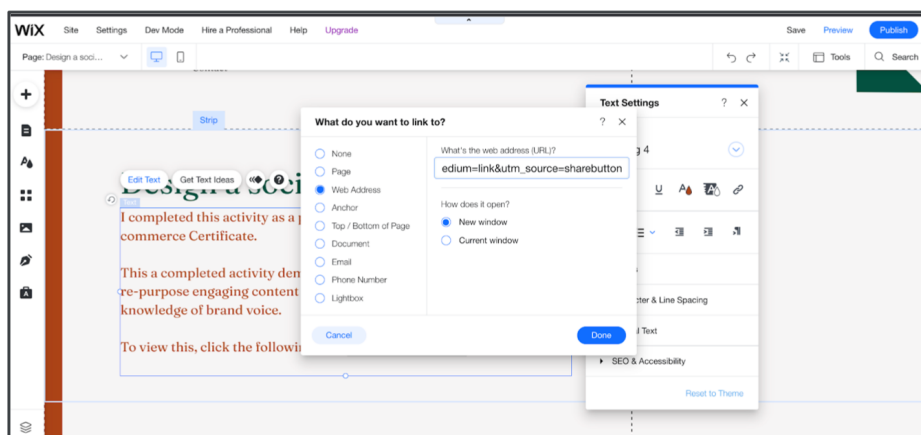 WiX Site Settings Dev Mode Hire a Professional Help Upgrade Save Preview Publish
Page: Design a soci... Tools Search
Strip
Text Settings ?
What do you want to link to? ?
None
Page
Web Address
Anchor
Top / Bottom of Page
Document
Email
Phone Number
Lightbox
What's the web address (URL)?
edium=link&utm_source=sharebutton
How does it open?
New window
Current window
Cancel Done
g 4
U
cter & Line Spacing
l Text
SEO & Accessibility
Reset to Theme
Edit Text Get Text Ideas ?
Design a soci
Text
I completed this activity as a p
commerce Certificate.
This a completed activity dem
re-purpose engaging content
knowledge of brand voice.
To view this, click the followin